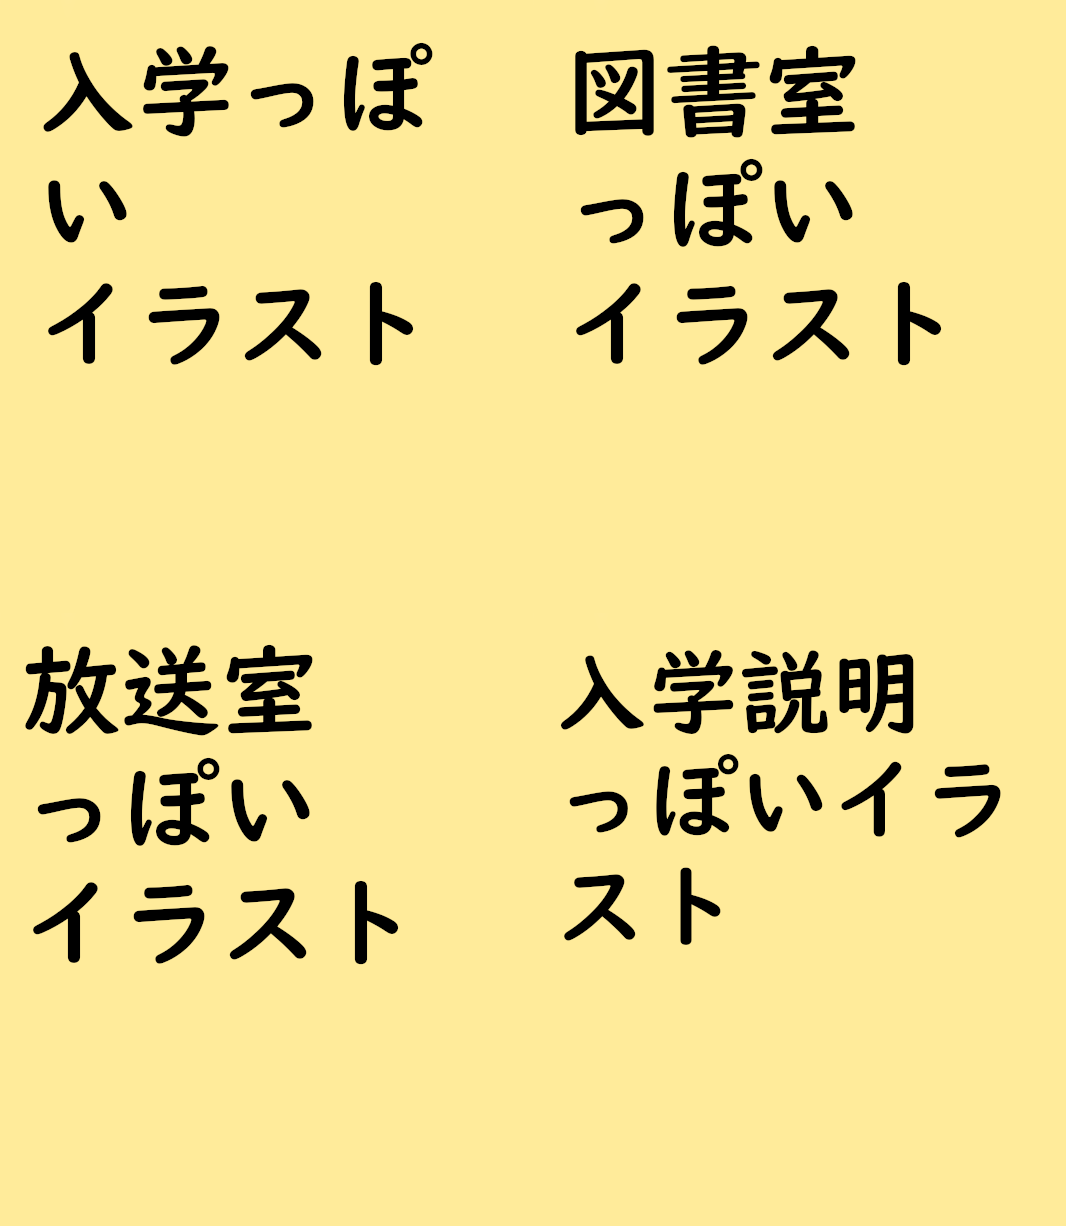 入学っぽ
い
イラスト
図書室
っぽい
イラスト
放送室
っぽい
イラスト
入学説明
っぽいイラ
スト